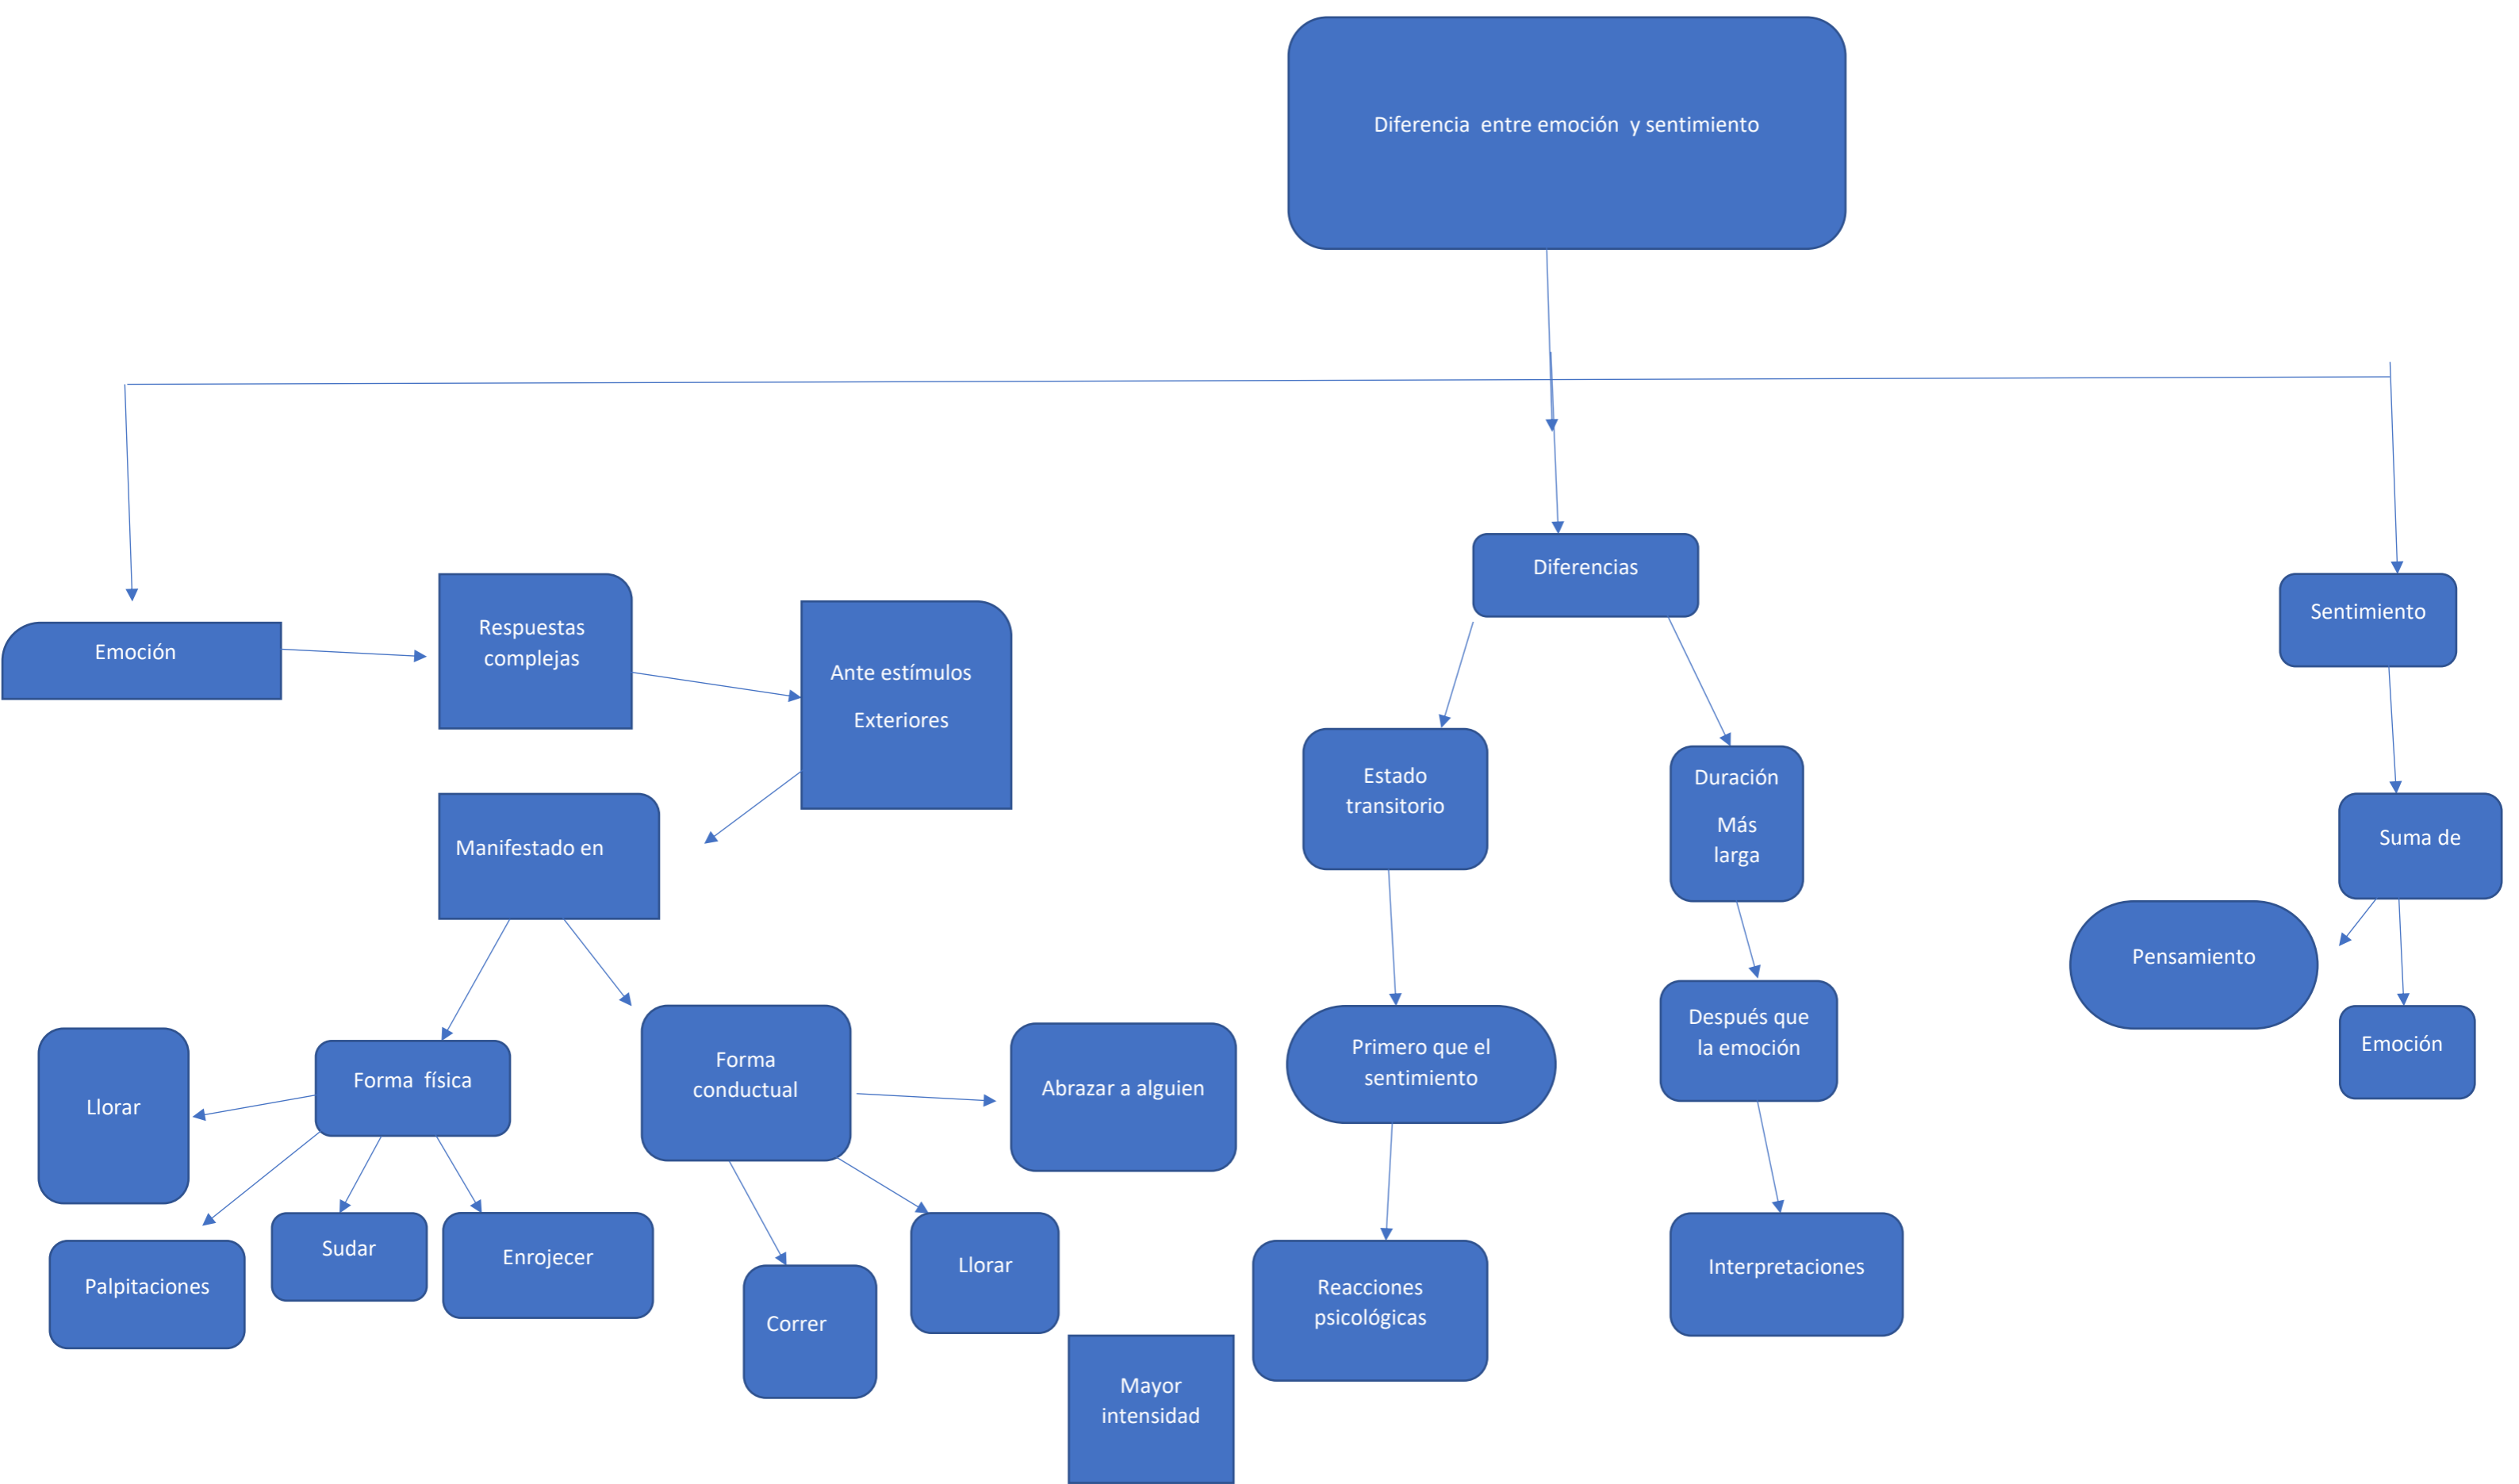 Diferencia entre emoción y sentimiento
Diferencias
Sentimiento
Emoción
Respuestas
complejas
Ante estímulos
Exteriores
Manifestado en
Estado
transitorio
Duración
Más
larga
Suma de
Pensamiento
Emoción
Llorar
Forma física
Forma
conductual
Abrazar a alguien
Primero que el
sentimiento
Después que
la emoción
Palpitaciones
Sudar
Enrojecer
Correr
Llorar
Mayor
intensidad
Reacciones
psicológicas
Interpretaciones